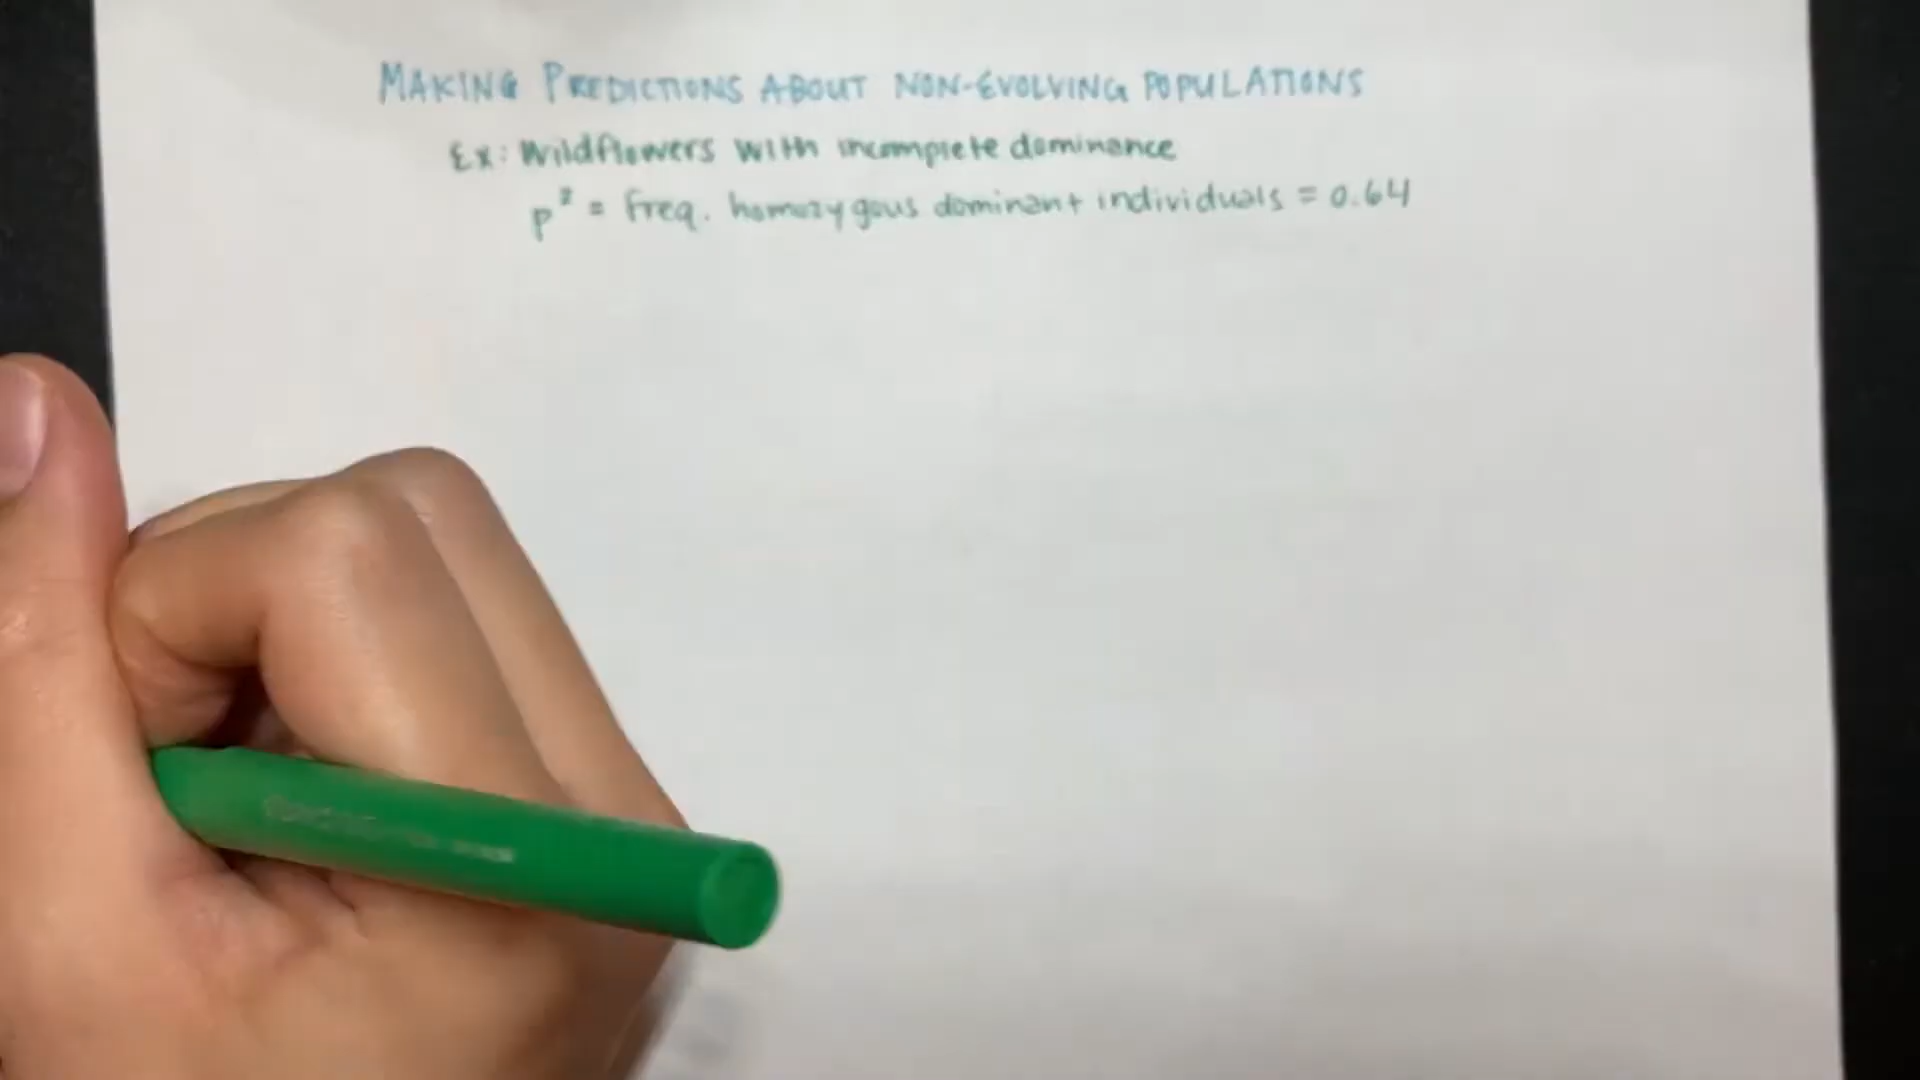 MAKING PREDICTIONS ABOUT NON-EVOLVING POPULATIONS
Ex: Wildflowers with incomplete dominance
p² = freq. homozygous dominant individuals = 0.64